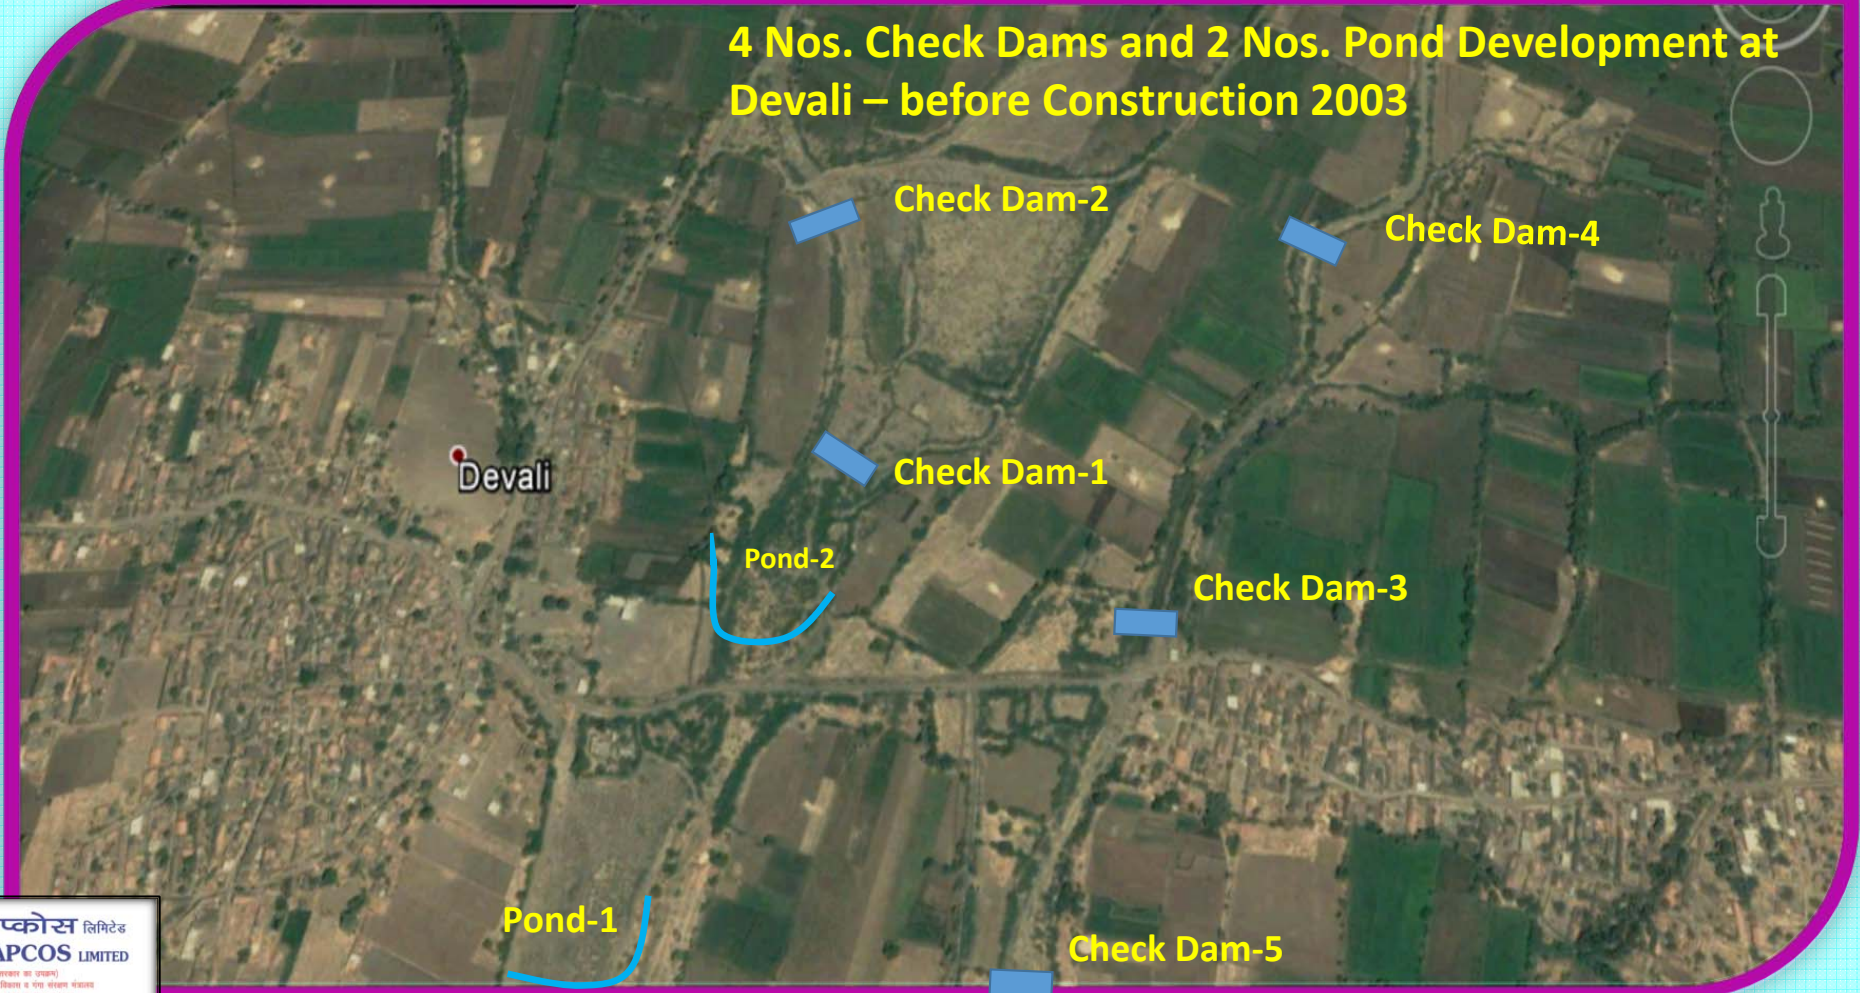 4 Nos. Check Dams and 2 Nos. Pond Development at
Devali – before Construction 2003
Check Dam-2
Check Dam-4
Devali
Check Dam-1
Pond-2
Check Dam-3
Pond-1
Check Dam-5
प्कोस लिमिटेड
APCOS LIMITED